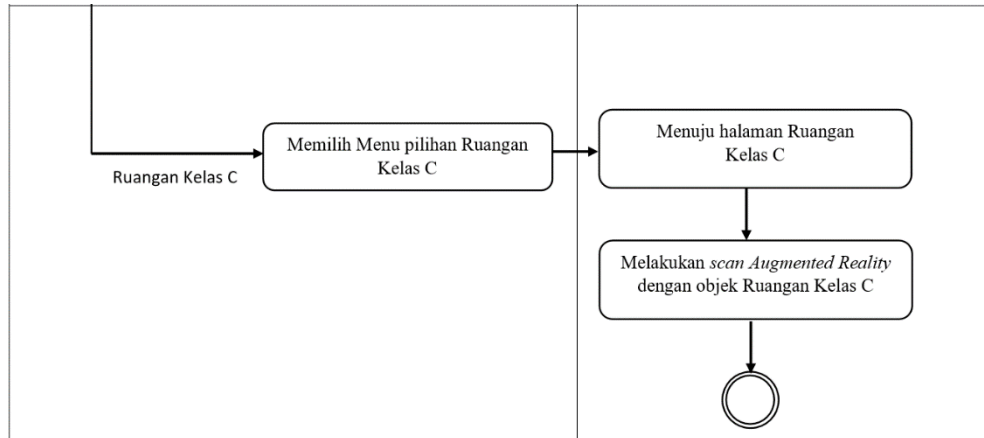 Ruangan Kelas C
Memilih Menu pilihan Ruangan
Kelas C
Menuju halaman Ruangan
Kelas C
Melakukan scan Augmented Reality
dengan objek Ruangan Kelas C